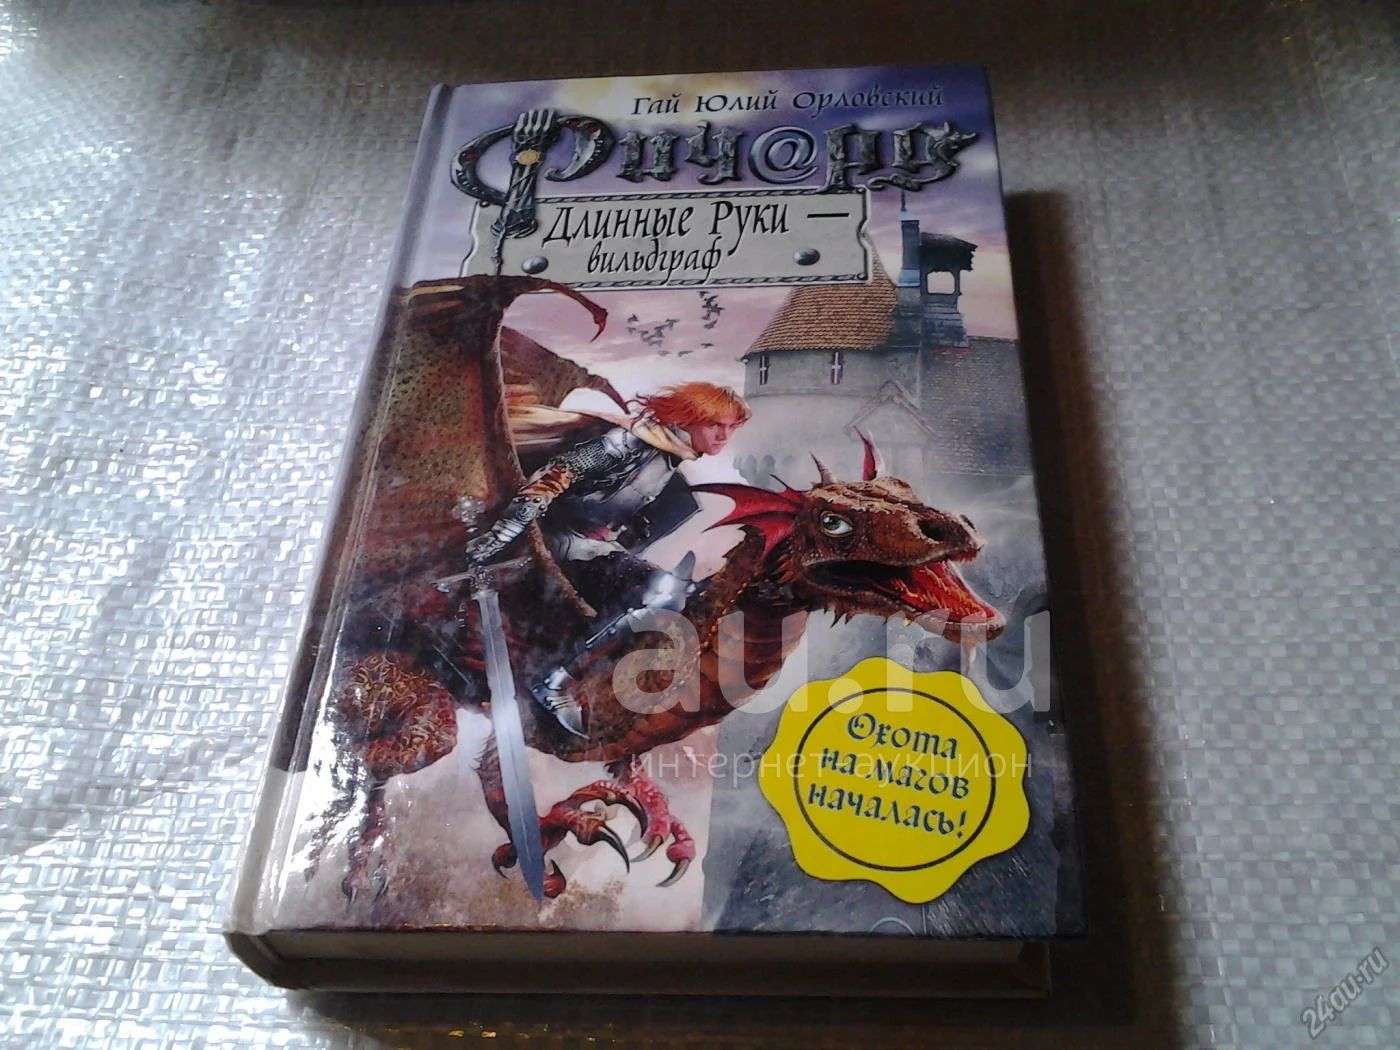 Гай Юлий Орловский
Ричард
Длинные Руки —
вильдграф
au.ru
интернет-аукцион
Охота
на магов
началась!
24au.ru